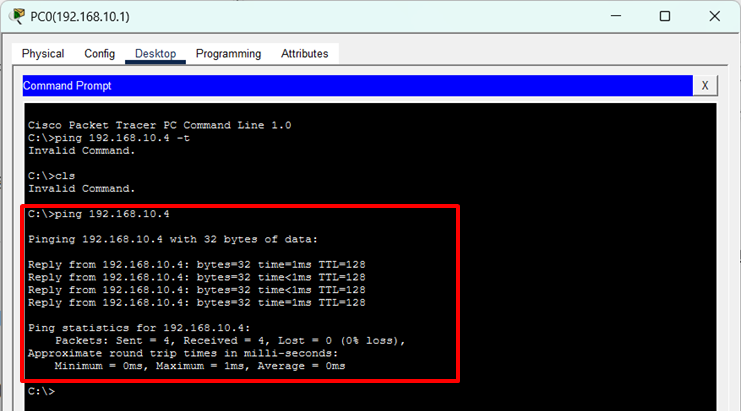 PC0(192.168.10.1)
Physical Config Desktop Programming Attributes
Command Prompt X
Cisco Packet Tracer PC Command Line 1.0
C:\>ping 192.168.10.4 -t
Invalid Command.
C:\>cls
Invalid Command.
C:\>ping 192.168.10.4
Pinging 192.168.10.4 with 32 bytes of data:
Reply from 192.168.10.4: bytes=32 time=1ms TTL=128
Reply from 192.168.10.4: bytes=32 time<1ms TTL=128
Reply from 192.168.10.4: bytes=32 time<1ms TTL=128
Reply from 192.168.10.4: bytes=32 time=1ms TTL=128
Ping statistics for 192.168.10.4:
Packets: Sent = 4, Received = 4, Lost = 0 (0% loss),
Approximate round trip times in milli-seconds:
Minimum = 0ms, Maximum = 1ms, Average = 0ms
C:\>